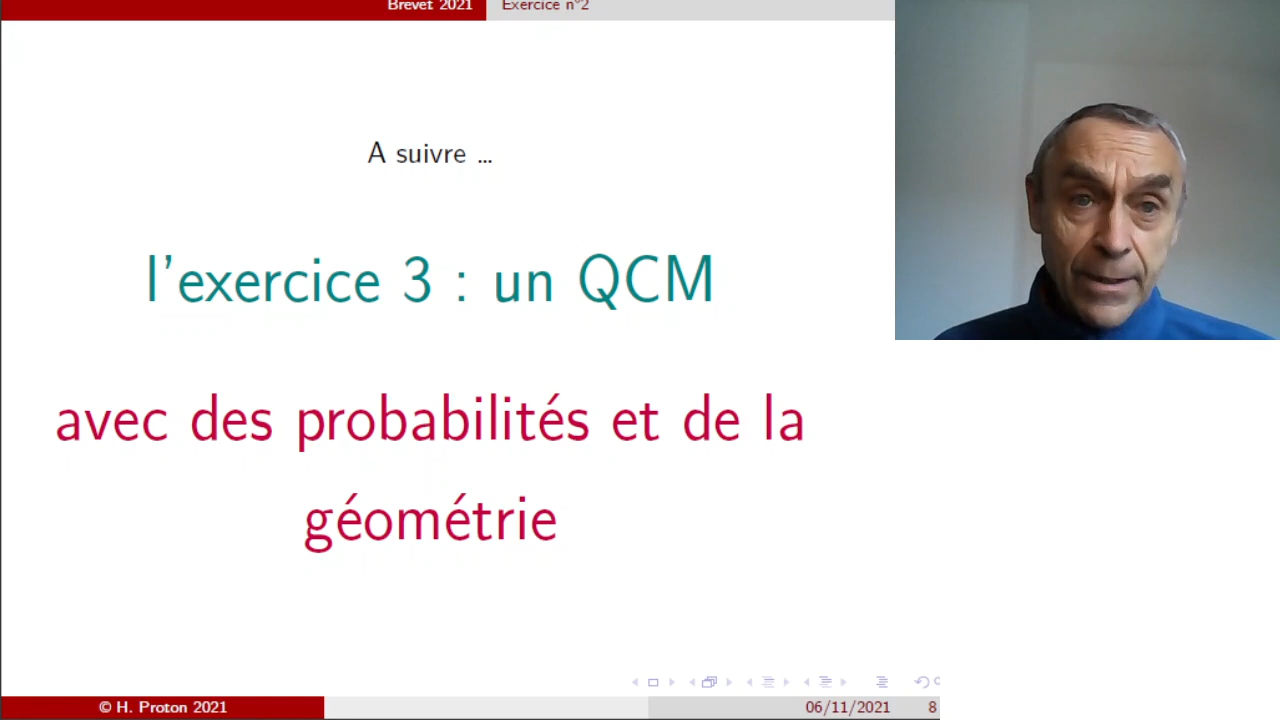 Brevet 2021 Exercice n°2
A suivre ...
l'exercice 3 : un QCM
avec des probabilités et de la
géométrie
© H. Proton 2021 06/11/2021 8